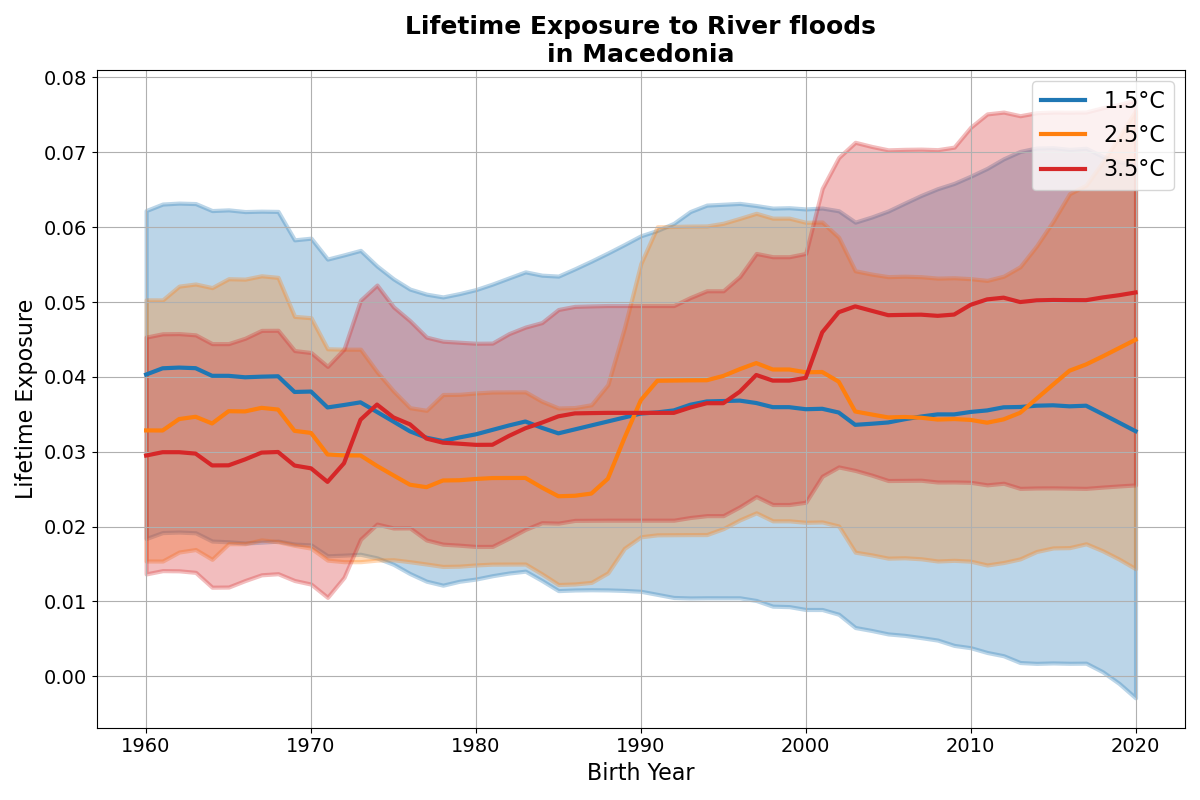 Lifetime Exposure to River floods
in Macedonia
0.08
0.07
0.06
0.05
0.04
0.03
0.02
0.01
0.00
Lifetime Exposure
1.5°C
2.5°C
3.5°C
1960
1970
1980
1990
2000
2010
2020
Birth Year